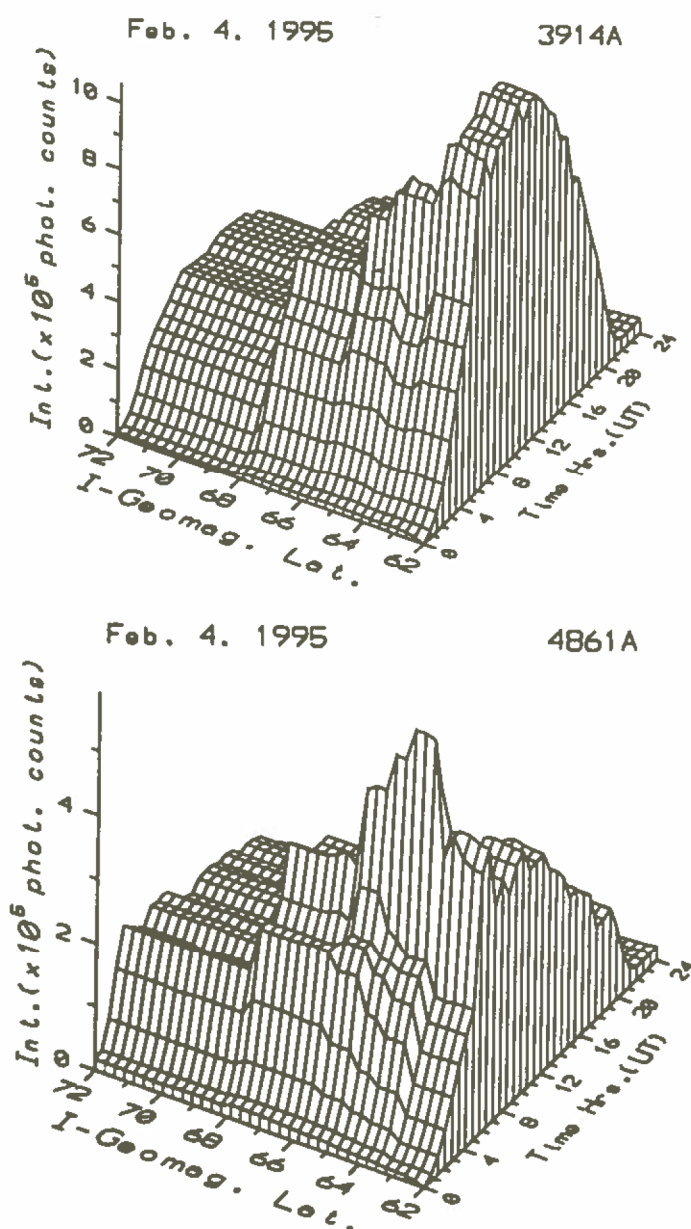 Feb. 4. 1995 3914A
Int.(x10⁵ phot. counts)
10
8
6
4
2
0
72 70 68 66 64 62
I-Geomag. Lat.
0 4 8 12 16 20 24
Time Hrs.(UT)
Feb. 4. 1995 4861A
Int.(x10⁵ phot. counts)
4
2
0
72 70 68 66 64 62
I-Geomag. Lat.
0 4 8 12 16 20 24
Time Hrs.(UT)